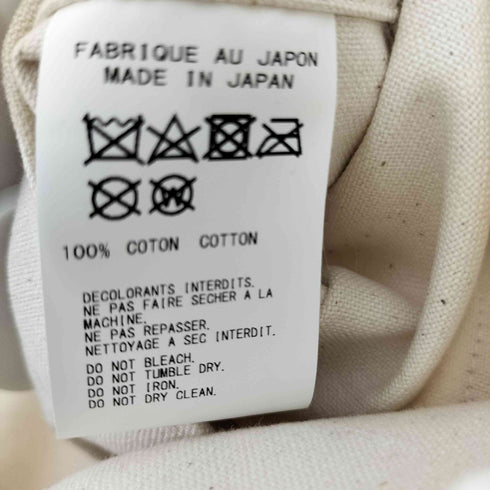 FABRIQUE AU JAPON
MADE IN JAPAN
W
100% COTON COTTON
DECOLORANTS INTERDITS.
NE PAS FAIRE SECHER A LA
MACHINE.
NE PAS REPASSER.
NETTOYAGE A SEC INTERDIT.
DO NOT BLEACH.
DO NOT TUMBLE DRY.
DO NOT IRON.
DO NOT DRY CLEAN.